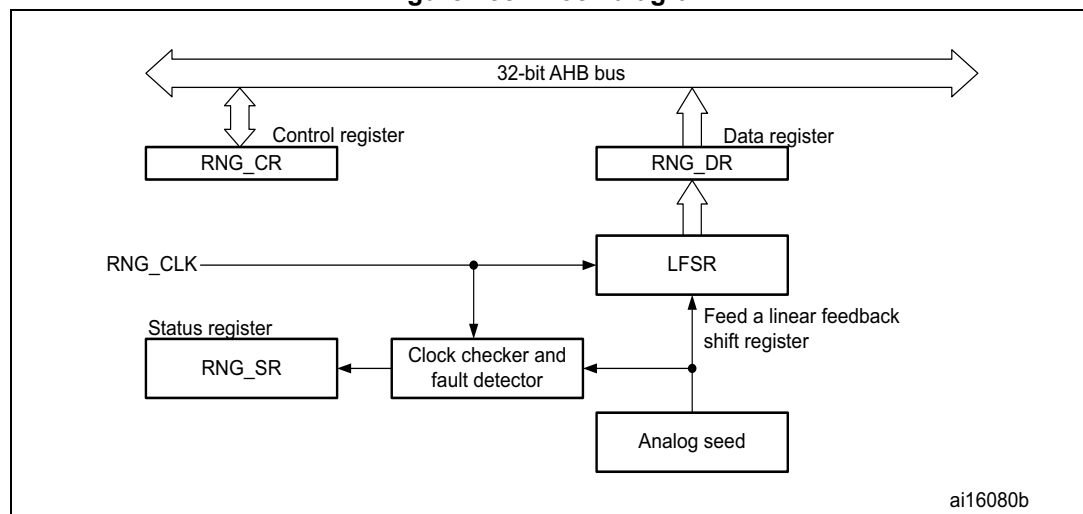 32-bit AHB bus
Control register
RNG_CR
Data register
RNG_DR
RNG_CLK
LFSR
Feed a linear feedback
shift register
Status register
RNG_SR
Clock checker and
fault detector
Analog seed
ai16080b